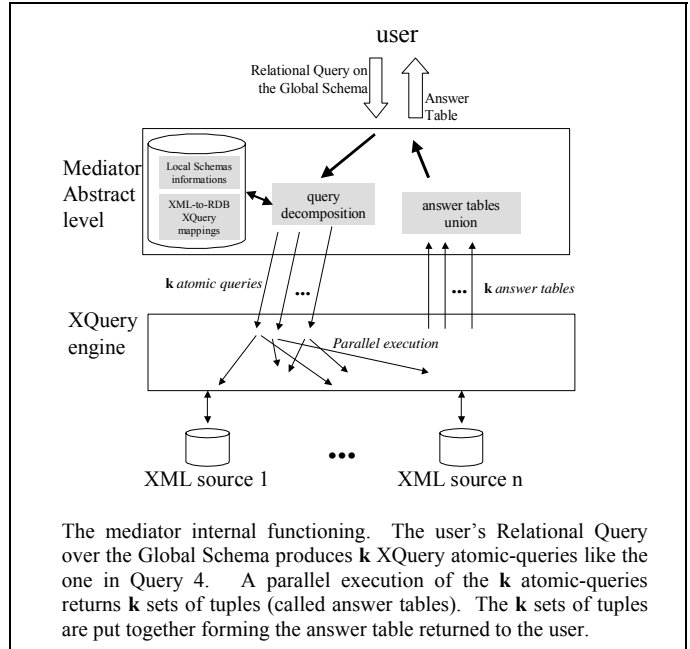 user
Relational Query on
the Global Schema
Answer
Table
Mediator
Abstract
level
Local Schemas
informations
XML-to-RDB
XQuery
mappings
query
decomposition
answer tables
union
k atomic queries
...
...
k answer tables
XQuery
engine
Parallel execution
XML source 1
...
XML source n
The mediator internal functioning. The user's Relational Query
over the Global Schema produces k XQuery atomic-queries like the
one in Query 4. A parallel execution of the k atomic-queries
returns k sets of tuples (called answer tables). The k sets of tuples
are put together forming the answer table returned to the user.